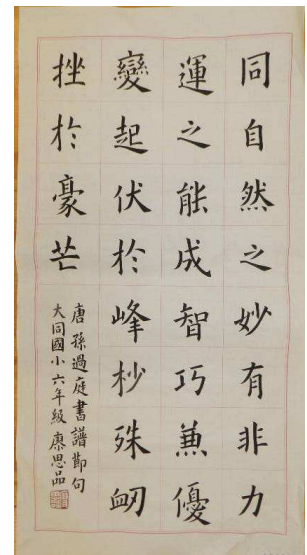 同自然之妙有非力
運之能成智巧兼優
變起伏於峰杪殊衂
挫於豪芒
唐孫過庭書譜節句
大同國小六年級康思品